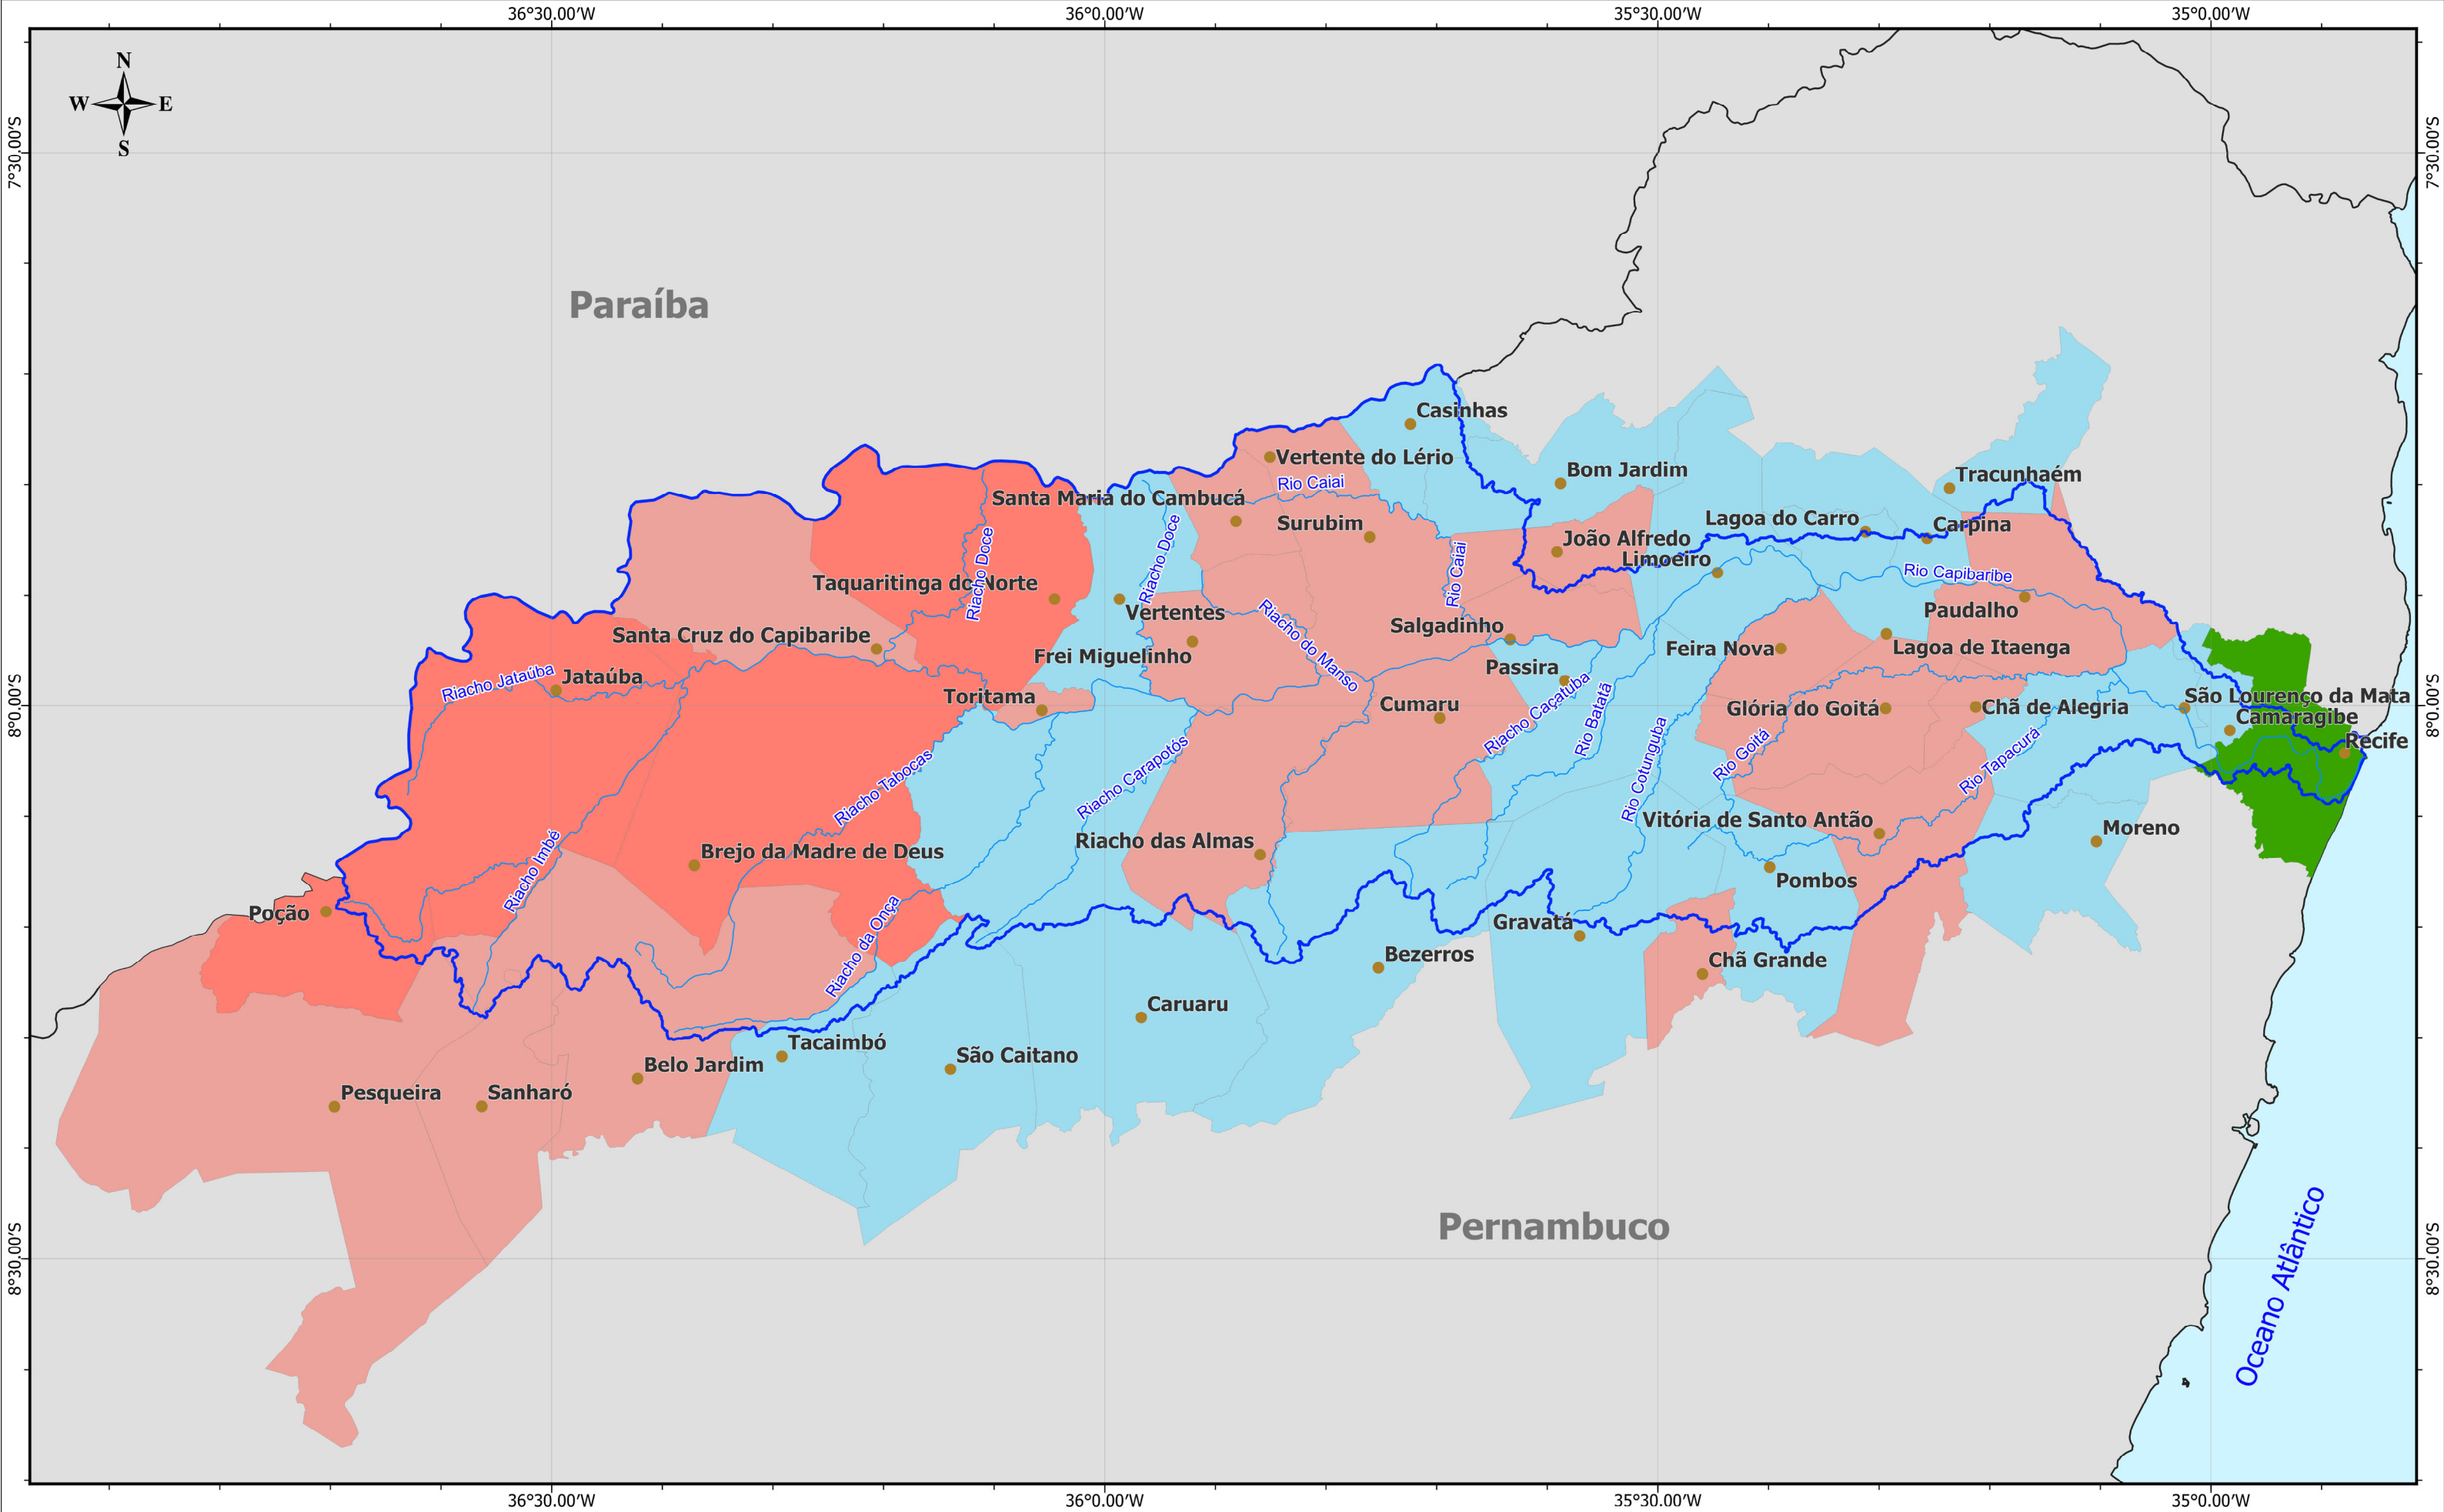 36°30.00′W 36°0.00′W 35°30.00′W 35°0.00′W
N
W E
S
7°30.00′S 7°30.00′S
Paraíba
Casinhas
Vertente do Lério
Bom Jardim
Tracunhaém
Rio Caiai
Santa Maria do Cambucá
Surubim
Lagoa do Carro
Carpina
João Alfredo
Limoeiro
Riacho Doce
Riacho Doce
Rio Caiai
Rio Capibaribe
Taquaritinga do Norte
Vertentes
Paudalho
Santa Cruz do Capibaribe
Salgadinho
Riacho do Manso
Frei Miguelinho
Feira Nova
Lagoa de Itaenga
Passira
Riacho Jataúba
Jataúba
Toritama
Cumaru
Glória do Goitá
Chã de Alegria
São Lourenço da Mata
Camaragibe
Recife
8°0.00′S 8°0.00′S
Riacho Caçatuba
Rio Batatã
Rio Cotunguba
Rio Goitá
Rio Tapacurá
Riacho Tabocas
Riacho Carapotós
Vitória de Santo Antão
Moreno
Riacho das Almas
Brejo da Madre de Deus
Riacho Imbé
Pombos
Poção
Riacho da Onça
Gravatá
Bezerros
Chã Grande
Caruaru
Tacaimbó
São Caitano
Belo Jardim
Pesqueira
Sanharó
Pernambuco
Oceano Atlântico
8°30.00′S 8°30.00′S
36°30.00′W 36°0.00′W 35°30.00′W 35°0.00′W